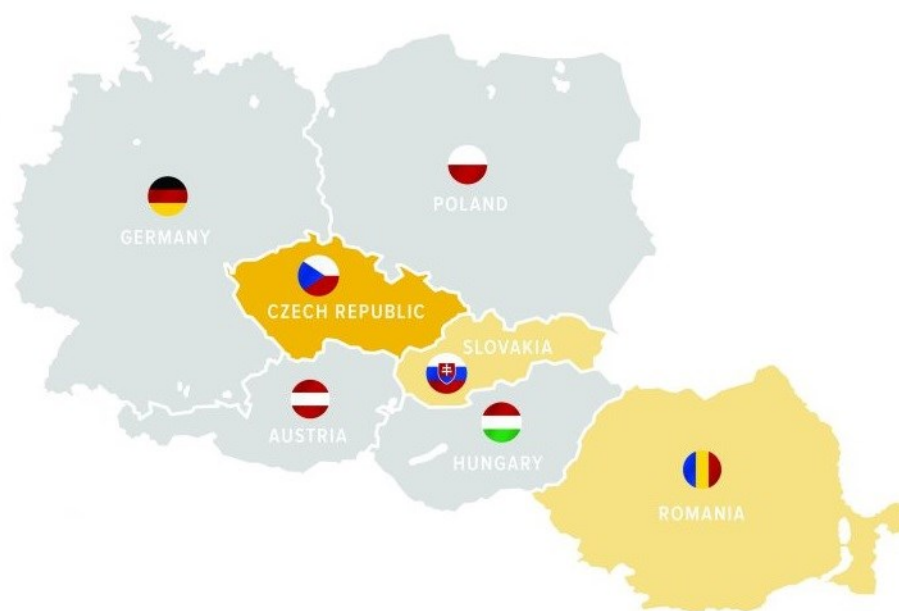 POLAND
GERMANY
CZECH REPUBLIC
SLOVAKIA
AUSTRIA
HUNGARY
ROMANIA